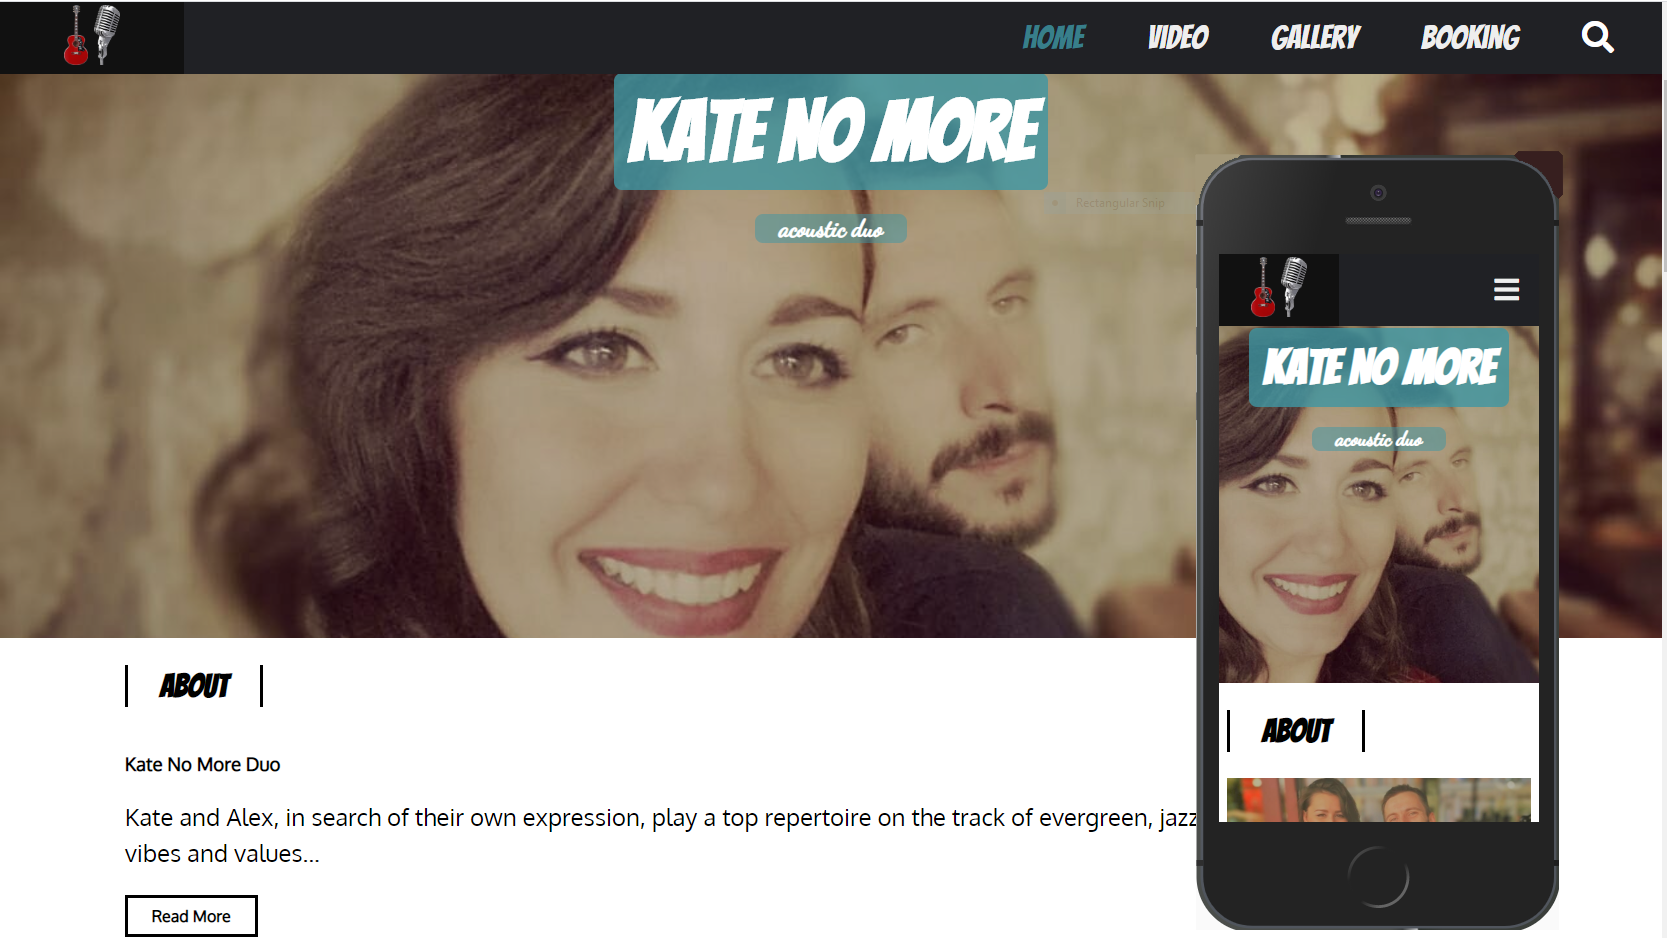 HOME VIDEO GALLERY BOOKING
KATE NO MORE
acoustic duo
Rectangular Snip
KATE NO MORE
acoustic duo
ABOUT
ABOUT
Kate No More Duo
Kate and Alex, in search of their own expression, play a top repertoire on the track of evergreen, jazz
vibes and values...
Read More